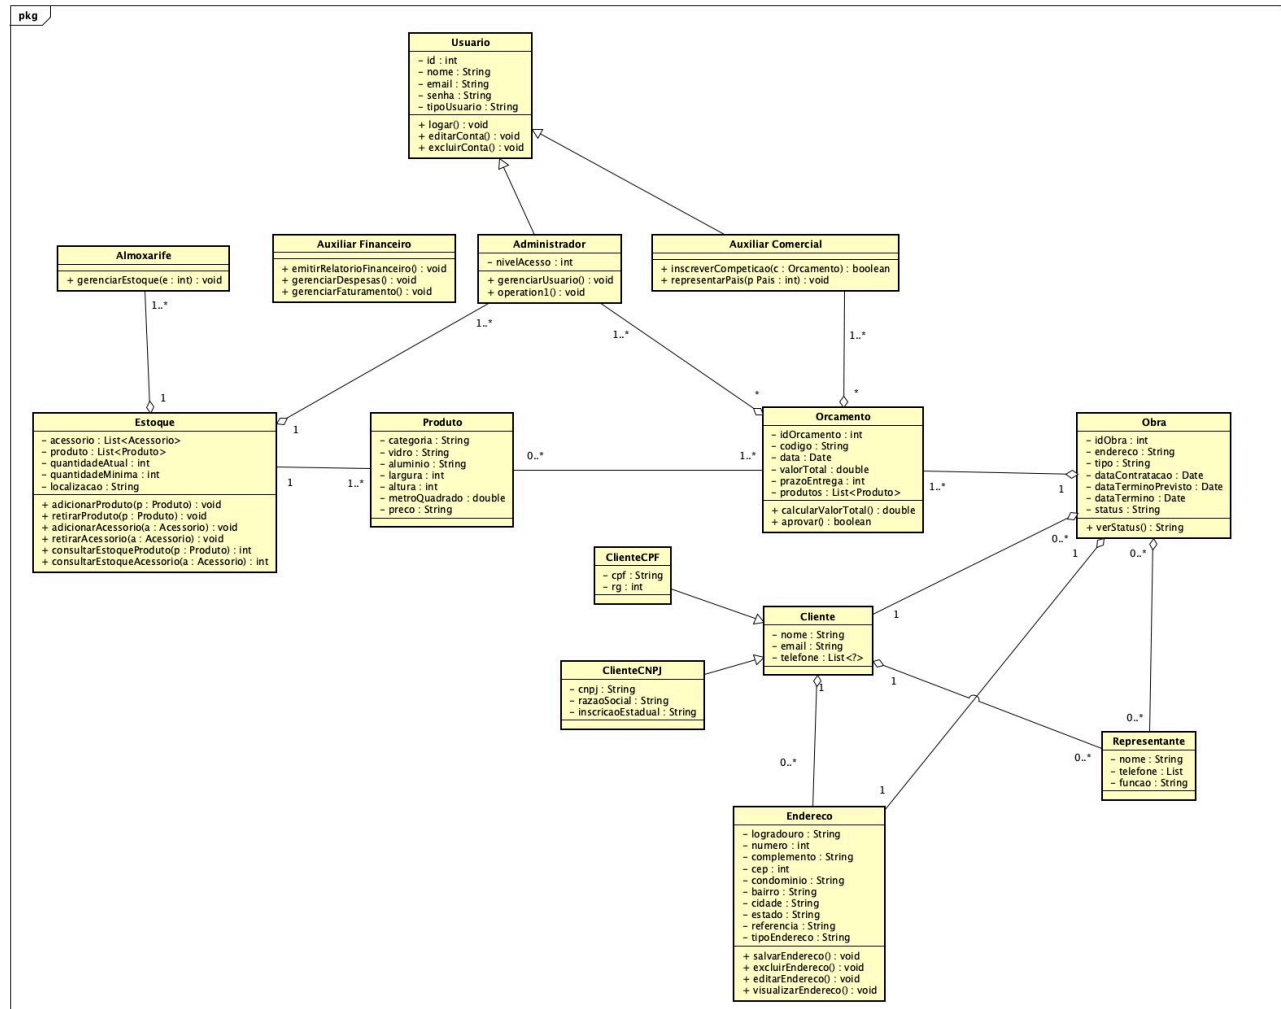 pkg
Usuario
- id : int
- nome : String
- email : String
- senha : String
- tipoUsuario : String
+ logar() : void
+ editarConta() : void
+ excluirConta() : void
Almoxarife
+ gerenciarEstoque(e : int) : void
Auxiliar Financeiro
+ emitirRelatorioFinanceiro() : void
+ gerenciarDespesas() : void
+ gerenciarFaturamento() : void
Administrador
- nivelAcesso : int
+ gerenciarUsuario() : void
+ operation1() : void
Auxiliar Comercial
+ inscreverCompeticao(c : Orcamento) : boolean
+ representarPais(p Pais : int) : void
1..*
1..*
1..*
1..*
1
1
*
*
Estoque
- acessorio : List<Acessorio>
- produto : List<Produto>
- quantidadeAtual : int
- quantidadeMinima : int
- localizacao : String
+ adicionarProduto(p : Produto) : void
+ retirarProduto(p : Produto) : void
+ adicionarAcessorio(a : Acessorio) : void
+ retirarAcessorio(a : Acessorio) : void
+ consultarEstoqueProduto(p : Produto) : int
+ consultarEstoqueAcessorio(a : Acessorio) : int
1
1..*
Produto
- categoria : String
- vidro : String
- aluminio : String
- largura : int
- altura : int
- metroQuadrado : double
- preco : String
0..*
1..*
Orcamento
- idOrcamento : int
- codigo : String
- data : Date
- valorTotal : double
- prazoEntrega : int
- produtos : List<Produto>
+ calcularValorTotal() : double
+ aprovar() : boolean
1..*
1
Obra
- idObra : int
- endereco : String
- tipo : String
- dataContratacao : Date
- dataTerminoPrevisto : Date
- dataTermino : Date
- status : String
+ verStatus() : String
0..*
1
0..*
ClienteCPF
- cpf : String
- rg : int
Cliente
- nome : String
- email : String
- telefone : List<?>
1
ClienteCNPJ
- cnpj : String
- razaoSocial : String
- inscricaoEstadual : String
1
1
0..*
0..*
0..*
1
Representante
- nome : String
- telefone : List
- funcao : String
Endereco
- logradouro : String
- numero : int
- complemento : String
- cep : int
- condominio : String
- bairro : String
- cidade : String
- estado : String
- referencia : String
- tipoEndereco : String
+ salvarEndereco() : void
+ excluirEndereco() : void
+ editarEndereco() : void
+ visualizarEndereco() : void